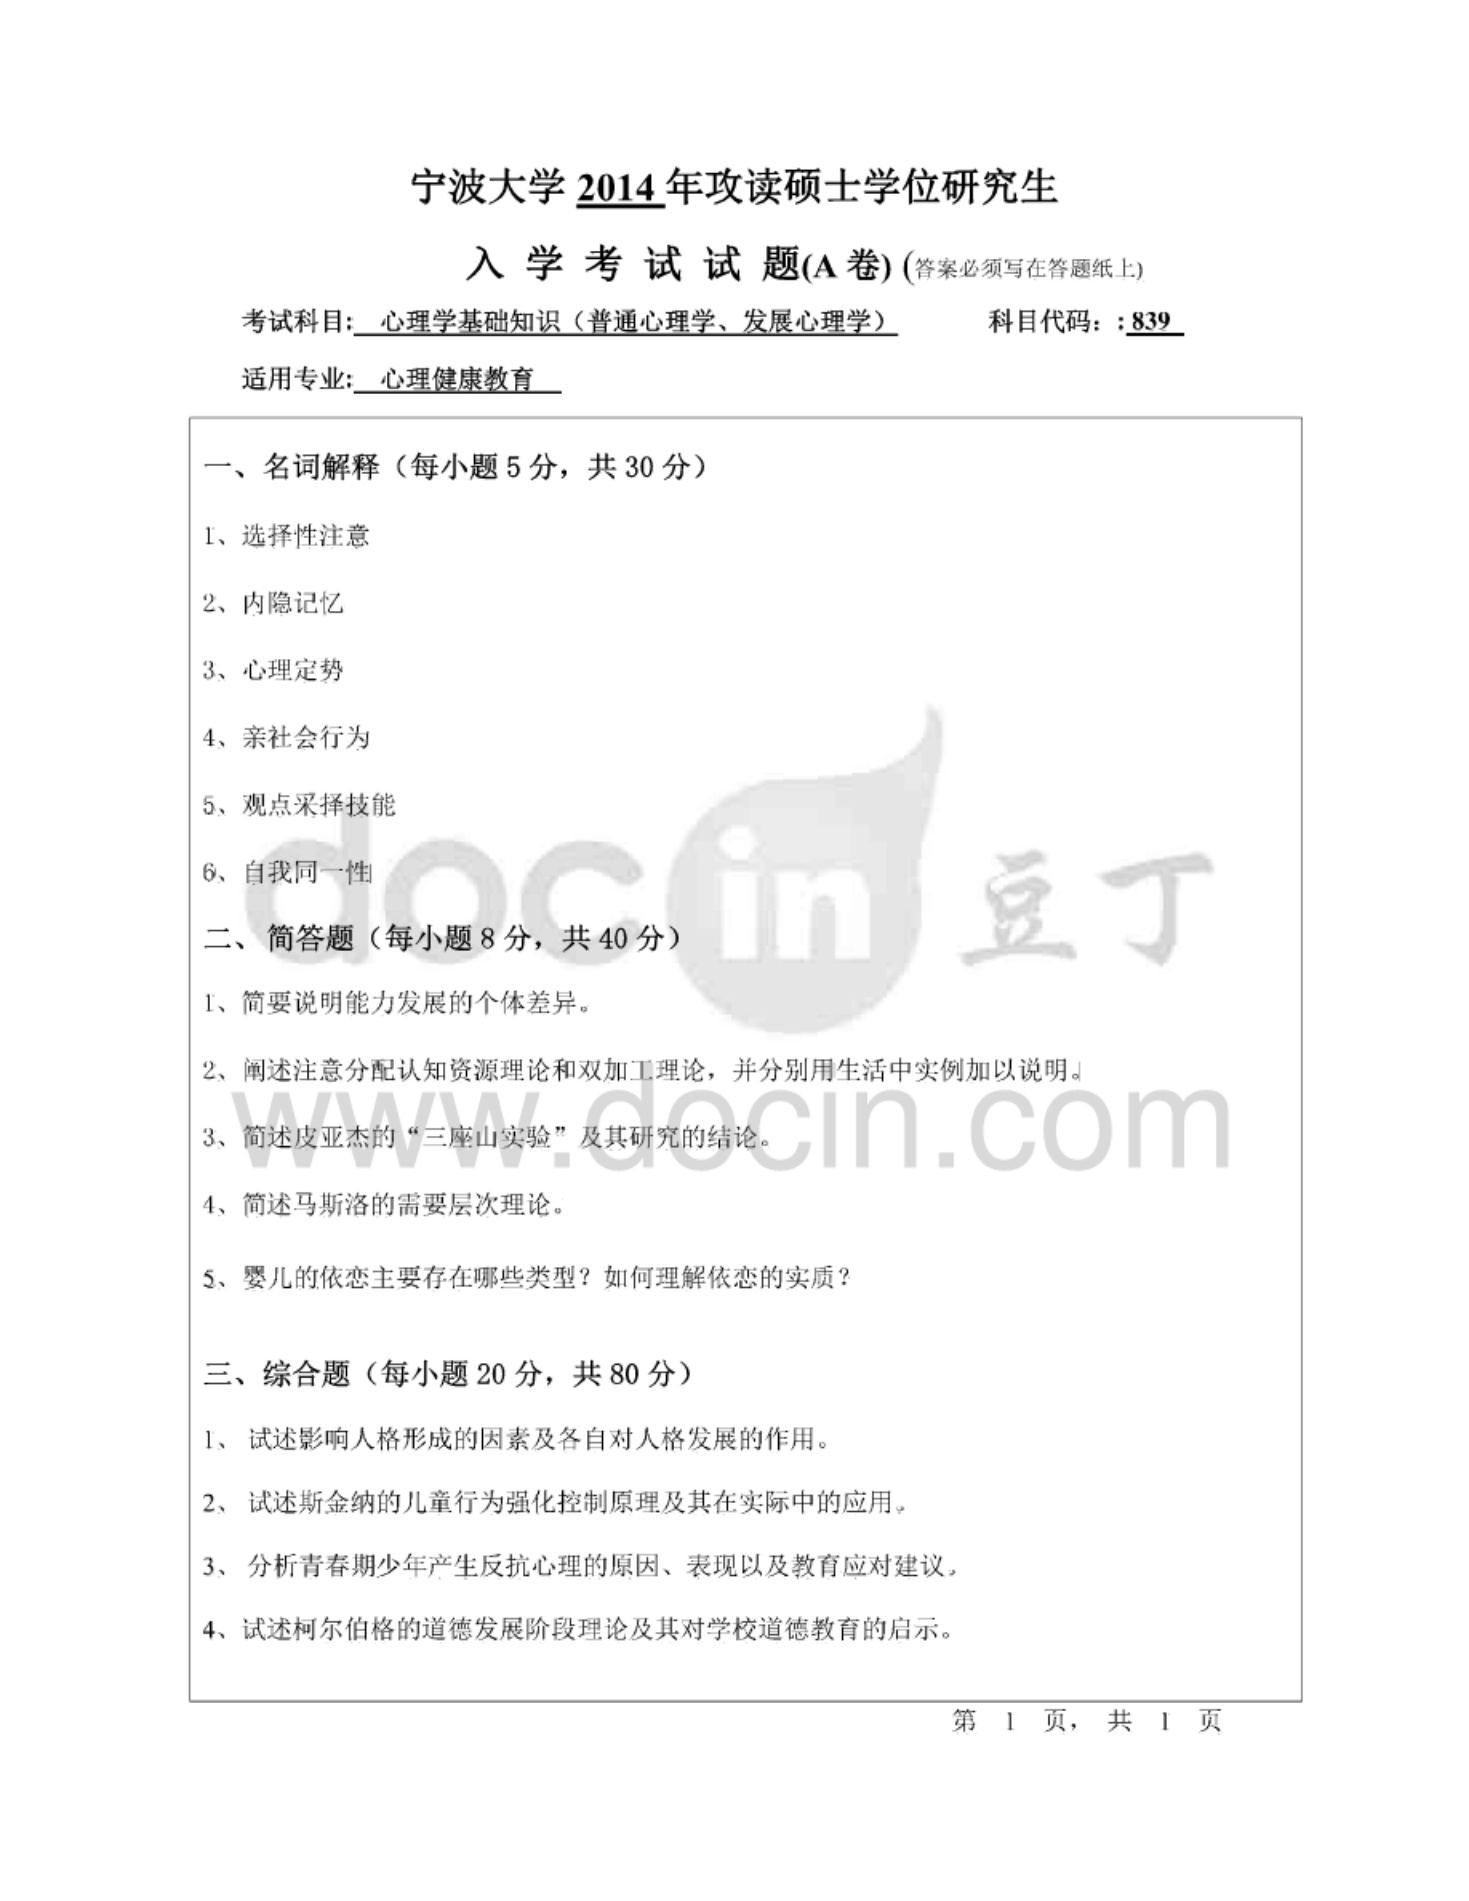 宁波大学 2014 年攻读硕士学位研究生
入 学 考 试 试 题(A 卷) (答案必须写在答题纸上)
考试科目: 心理学基础知识（普通心理学、发展心理学） 科目代码：: 839
适用专业: 心理健康教育
一、名词解释（每小题 5 分，共 30 分）
1、选择性注意
2、内隐记忆
3、心理定势
4、亲社会行为
5、观点采择技能
6、自我同一性
docin 豆丁
二、 简答题（每小题 8 分，共 40 分）
1、简要说明能力发展的个体差异。
2、阐述注意分配认知资源理论和双加工理论，并分别用生活中实例加以说明。
www.docin.com
3、简述皮亚杰的“三座山实验”及其研究的结论。
4、简述马斯洛的需要层次理论。
5、婴儿的依恋主要存在哪些类型？如何理解依恋的实质？
三、综合题（每小题 20 分，共 80 分）
1、 试述影响人格形成的因素及各自对人格发展的作用。
2、 试述斯金纳的儿童行为强化控制原理及其在实际中的应用。
3、 分析青春期少年产生反抗心理的原因、表现以及教育应对建议。
4、试述柯尔伯格的道德发展阶段理论及其对学校道德教育的启示。
第 1 页， 共 1 页